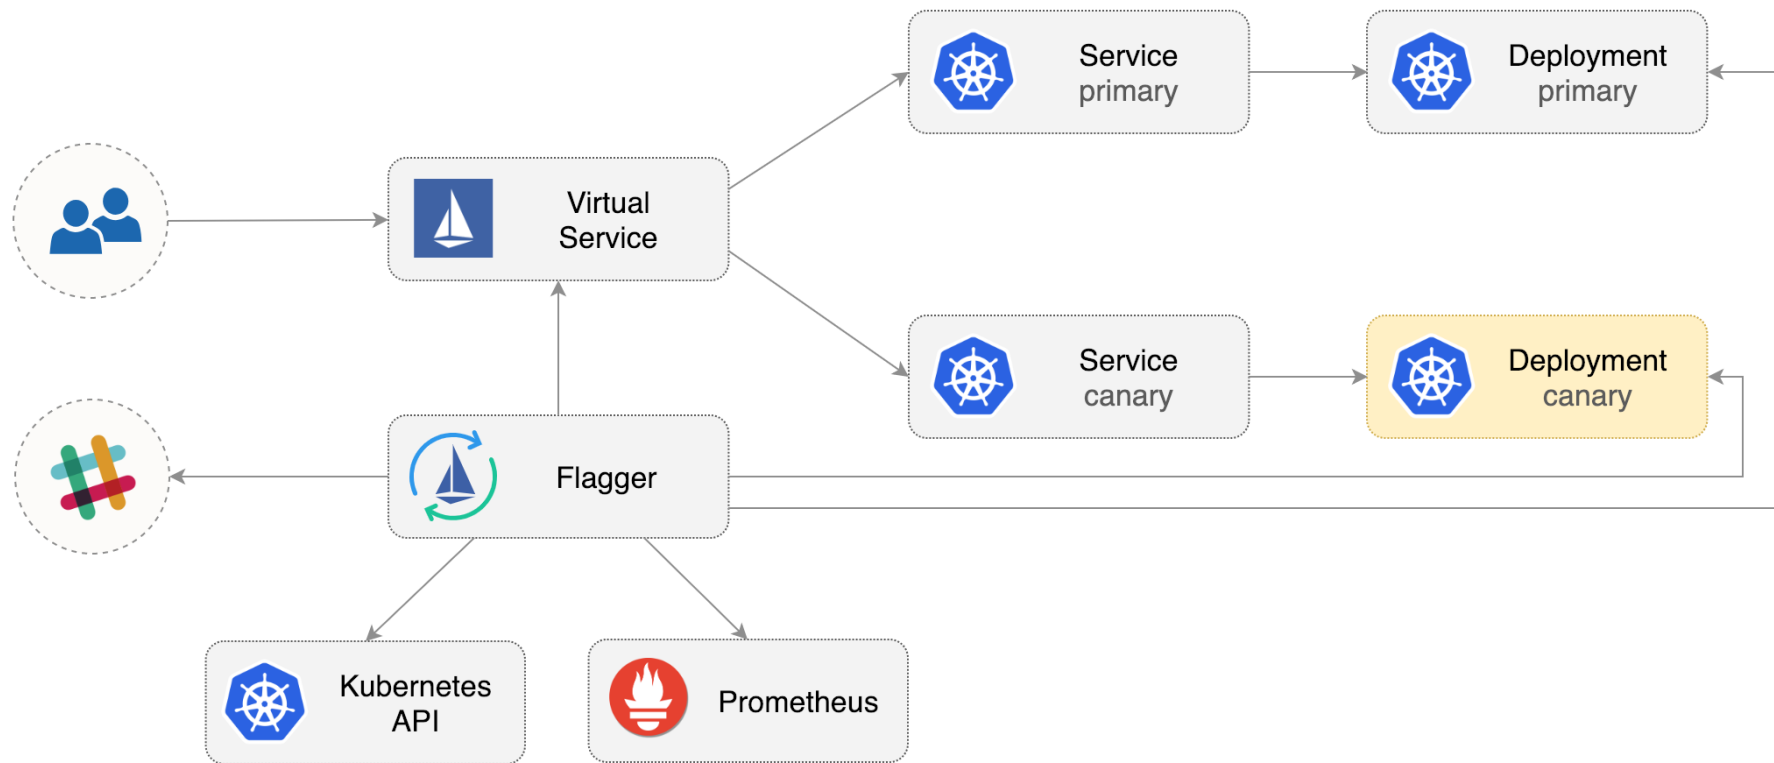 Service
primary
Deployment
primary
Virtual
Service
Service
canary
Deployment
canary
Flagger
Kubernetes
API
Prometheus